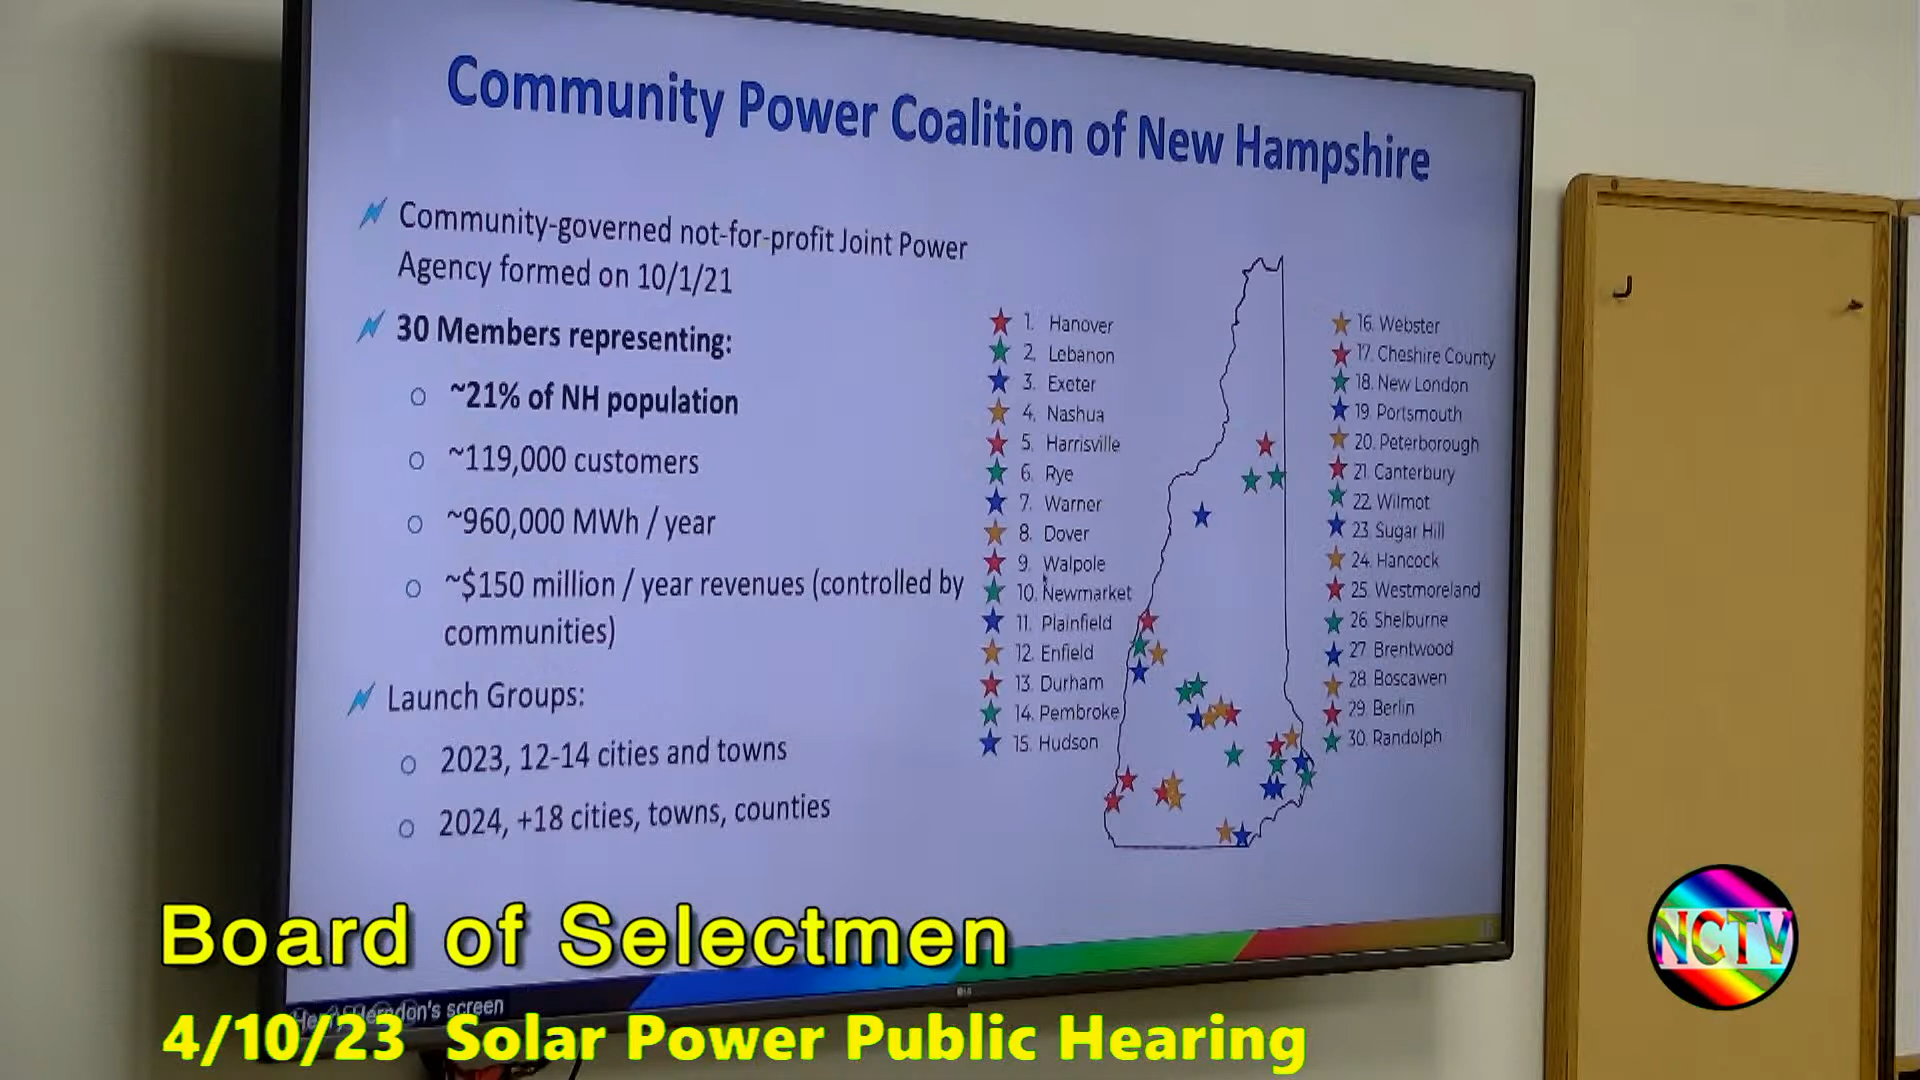 Community Power Coalition of New Hampshire
Community-governed not-for-profit Joint Power
Agency formed on 10/1/21
30 Members representing:
~21% of NH population
~119,000 customers
~960,000 MWh / year
~$150 million / year revenues (controlled by
communities)
Launch Groups:
2023, 12-14 cities and towns
2024, +18 cities, towns, counties
1. Hanover
2. Lebanon
3. Exeter
4. Nashua
5. Harrisville
6. Rye
7. Warner
8. Dover
9. Walpole
10. Newmarket
11. Plainfield
12. Enfield
13. Durham
14. Pembroke
15. Hudson
16. Webster
17. Cheshire County
18. New London
19. Portsmouth
20. Peterborough
21. Canterbury
22. Wilmot
23. Sugar Hill
24. Hancock
25. Westmoreland
26. Shelburne
27. Brentwood
28. Boscawen
29. Berlin
30. Randolph
screen
LG
Board of Selectmen
4/10/23 Solar Power Public Hearing
NCTV